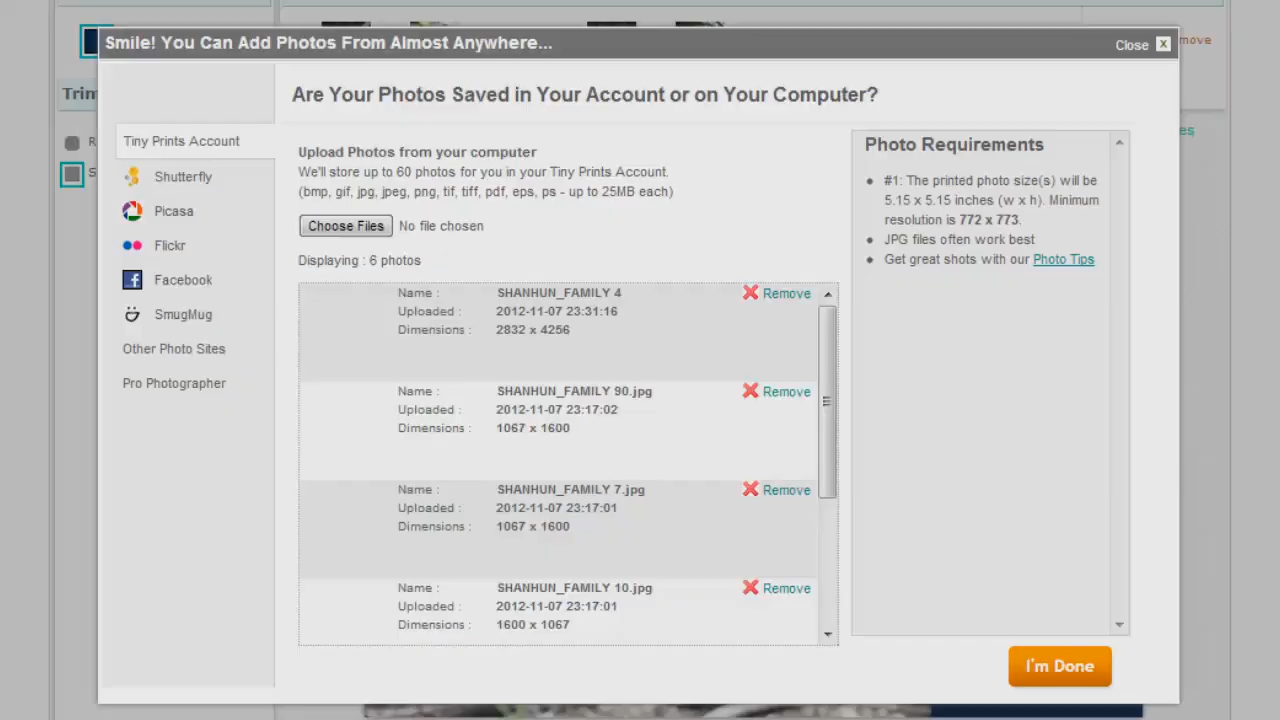 Smile! You Can Add Photos From Almost Anywhere...
Close X
move
Trim
R
S
es
Are Your Photos Saved in Your Account or on Your Computer?
Tiny Prints Account
Shutterfly
Picasa
Flickr
Facebook
SmugMug
Other Photo Sites
Pro Photographer
Upload Photos from your computer
We'll store up to 60 photos for you in your Tiny Prints Account.
(bmp, gif, jpg, jpeg, png, tif, tiff, pdf, eps, ps - up to 25MB each)
Choose Files No file chosen
Displaying : 6 photos
Name : SHANHUN_FAMILY 4 Remove
Uploaded : 2012-11-07 23:31:16
Dimensions : 2832 x 4256
Name : SHANHUN_FAMILY 90.jpg Remove
Uploaded : 2012-11-07 23:17:02
Dimensions : 1067 x 1600
Name : SHANHUN_FAMILY 7.jpg Remove
Uploaded : 2012-11-07 23:17:01
Dimensions : 1067 x 1600
Name : SHANHUN_FAMILY 10.jpg Remove
Uploaded : 2012-11-07 23:17:01
Dimensions : 1600 x 1067
Photo Requirements
#1: The printed photo size(s) will be
5.15 x 5.15 inches (w x h). Minimum
resolution is 772 x 773.
JPG files often work best
Get great shots with our Photo Tips
I'm Done